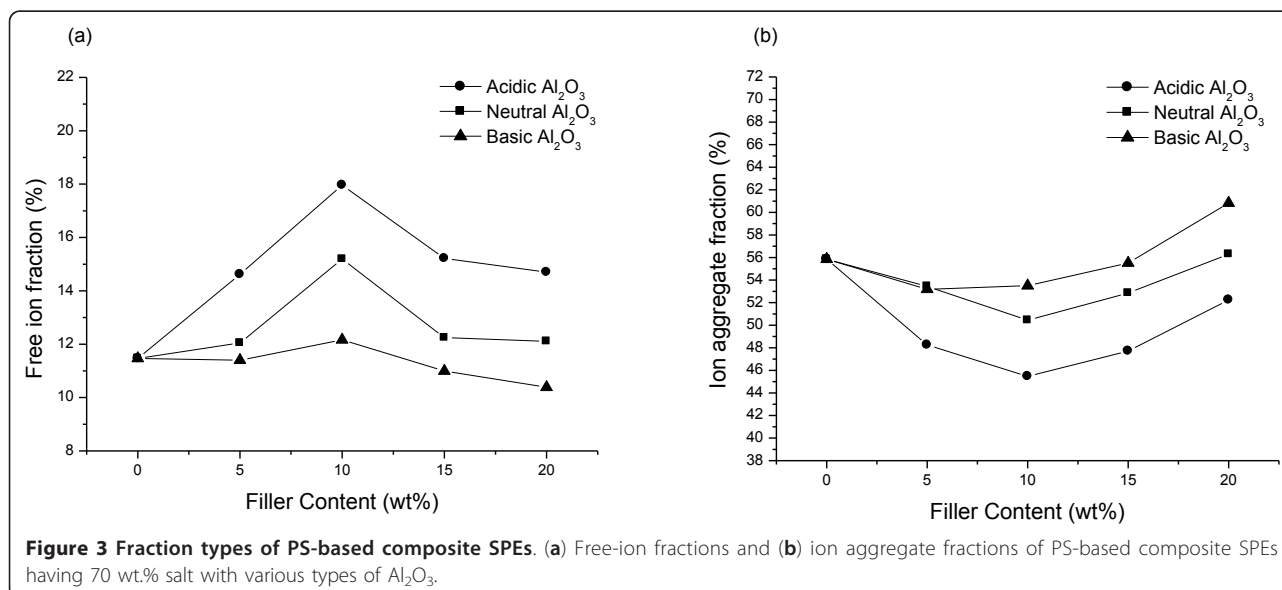 (a)
22
20
18
16
14
12
10
8
Free ion fraction (%)
Acidic Al₂O₃
Neutral Al₂O₃
Basic Al₂O₃
0 5 10 15 20
Filler Content (wt%)
(b)
72
70
68
66
64
62
60
58
56
54
52
50
48
46
44
42
40
38
Ion aggregate fraction (%)
Acidic Al₂O₃
Neutral Al₂O₃
Basic Al₂O₃
0 5 10 15 20
Filler Content (wt%)
Figure 3 Fraction types of PS-based composite SPEs. (a) Free-ion fractions and (b) ion aggregate fractions of PS-based composite SPEs
having 70 wt.% salt with various types of Al₂O₃.